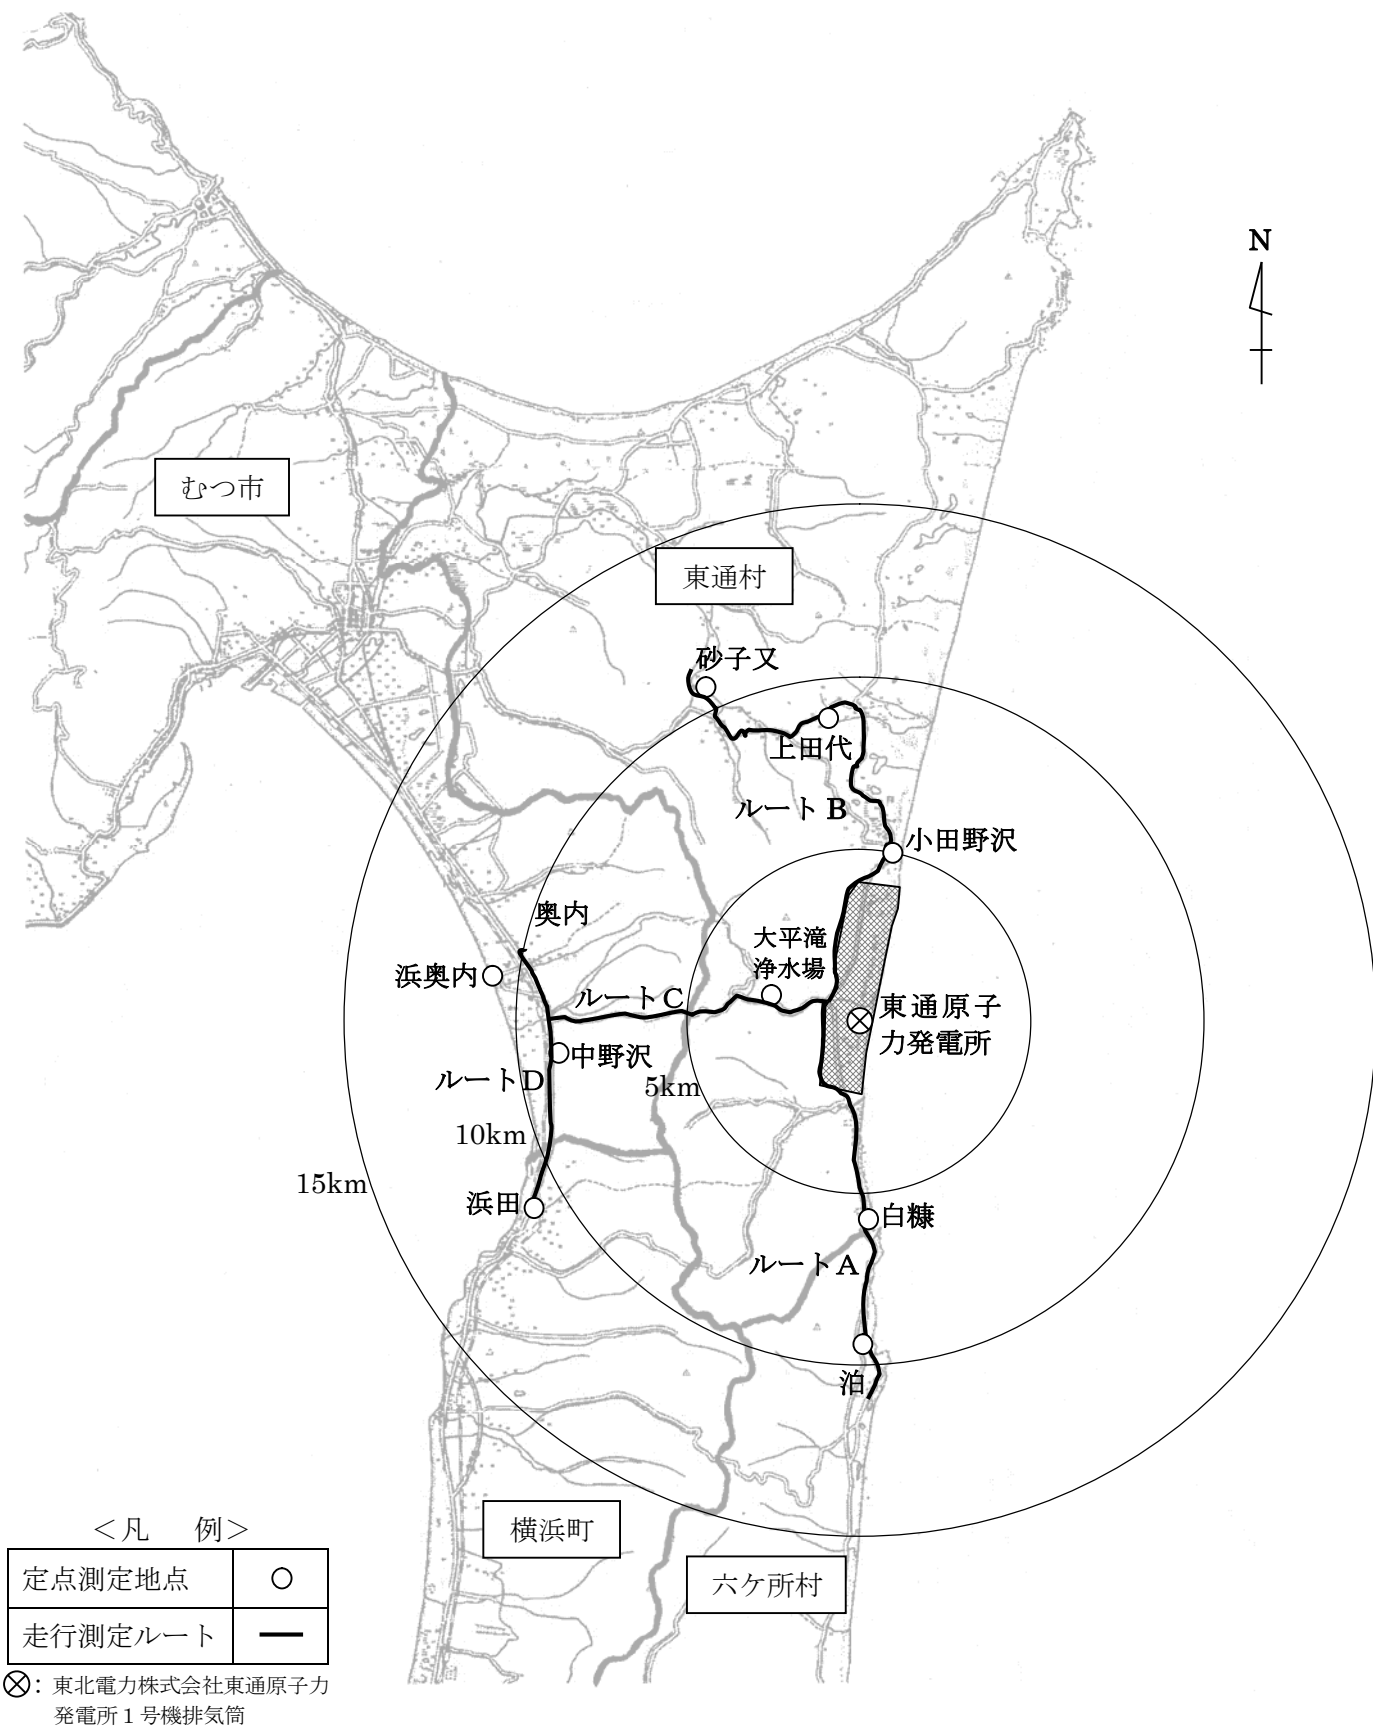 N
むつ市
東通村
砂子又
上田代
ルートB
小田野沢
奥内
大平滝
浄水場
浜奥内
ルートC
東通原子
力発電所
中野沢
ルートD
5km
10km
15km
浜田
白糠
ルートA
泊
横浜町
六ケ所村
＜凡　例＞
定点測定地点 ○
走行測定ルート
⊗：東北電力株式会社東通原子力
発電所1号機排気筒